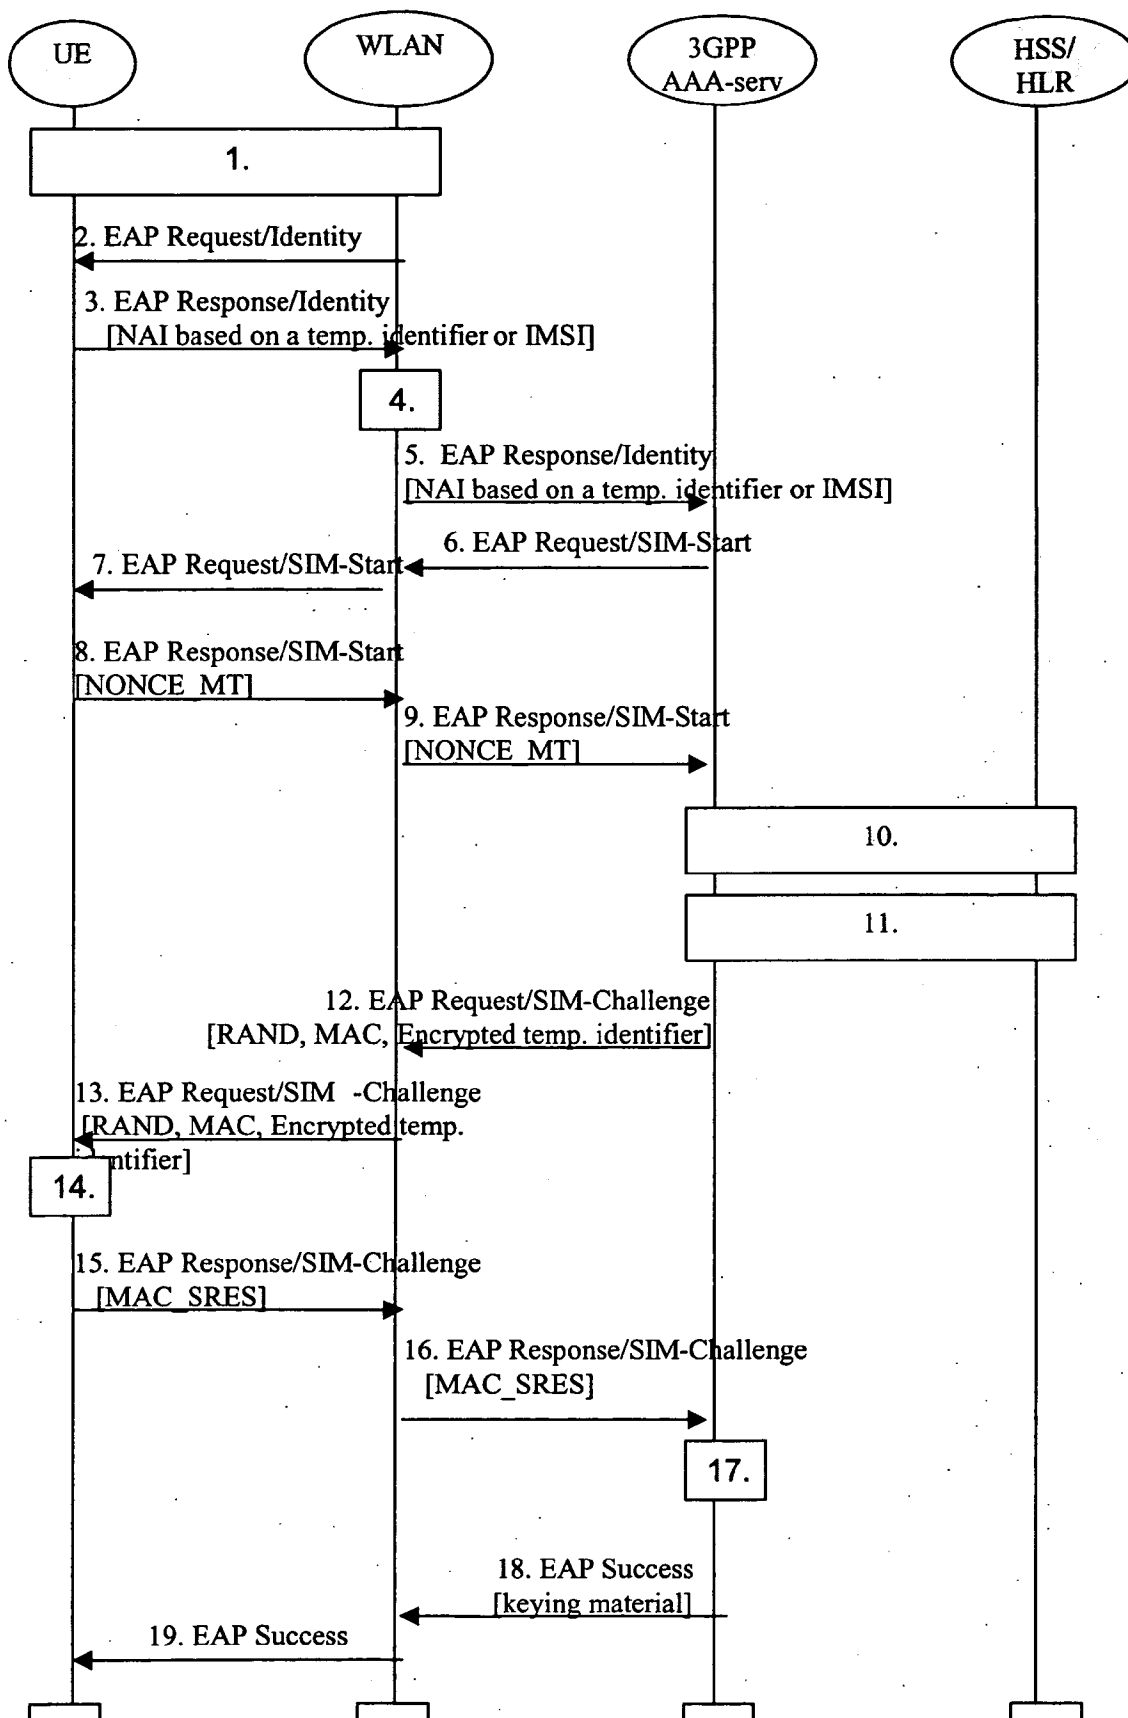 UE
WLAN
3GPP
AAA-serv
HSS/
HLR
1.
2. EAP Request/Identity
3. EAP Response/Identity
[NAI based on a temp. identifier or IMSI]
4.
5. EAP Response/Identity
[NAI based on a temp. identifier or IMSI]
6. EAP Request/SIM-Start
7. EAP Request/SIM-Start
8. EAP Response/SIM-Start
[NONCE_MT]
9. EAP Response/SIM-Start
[NONCE_MT]
10.
11.
12. EAP Request/SIM-Challenge
[RAND, MAC, Encrypted temp. identifier]
13. EAP Request/SIM -Challenge
[RAND, MAC, Encrypted temp.
identifier]
14.
15. EAP Response/SIM-Challenge
[MAC_SRES]
16. EAP Response/SIM-Challenge
[MAC_SRES]
17.
18. EAP Success
[keying material]
19. EAP Success